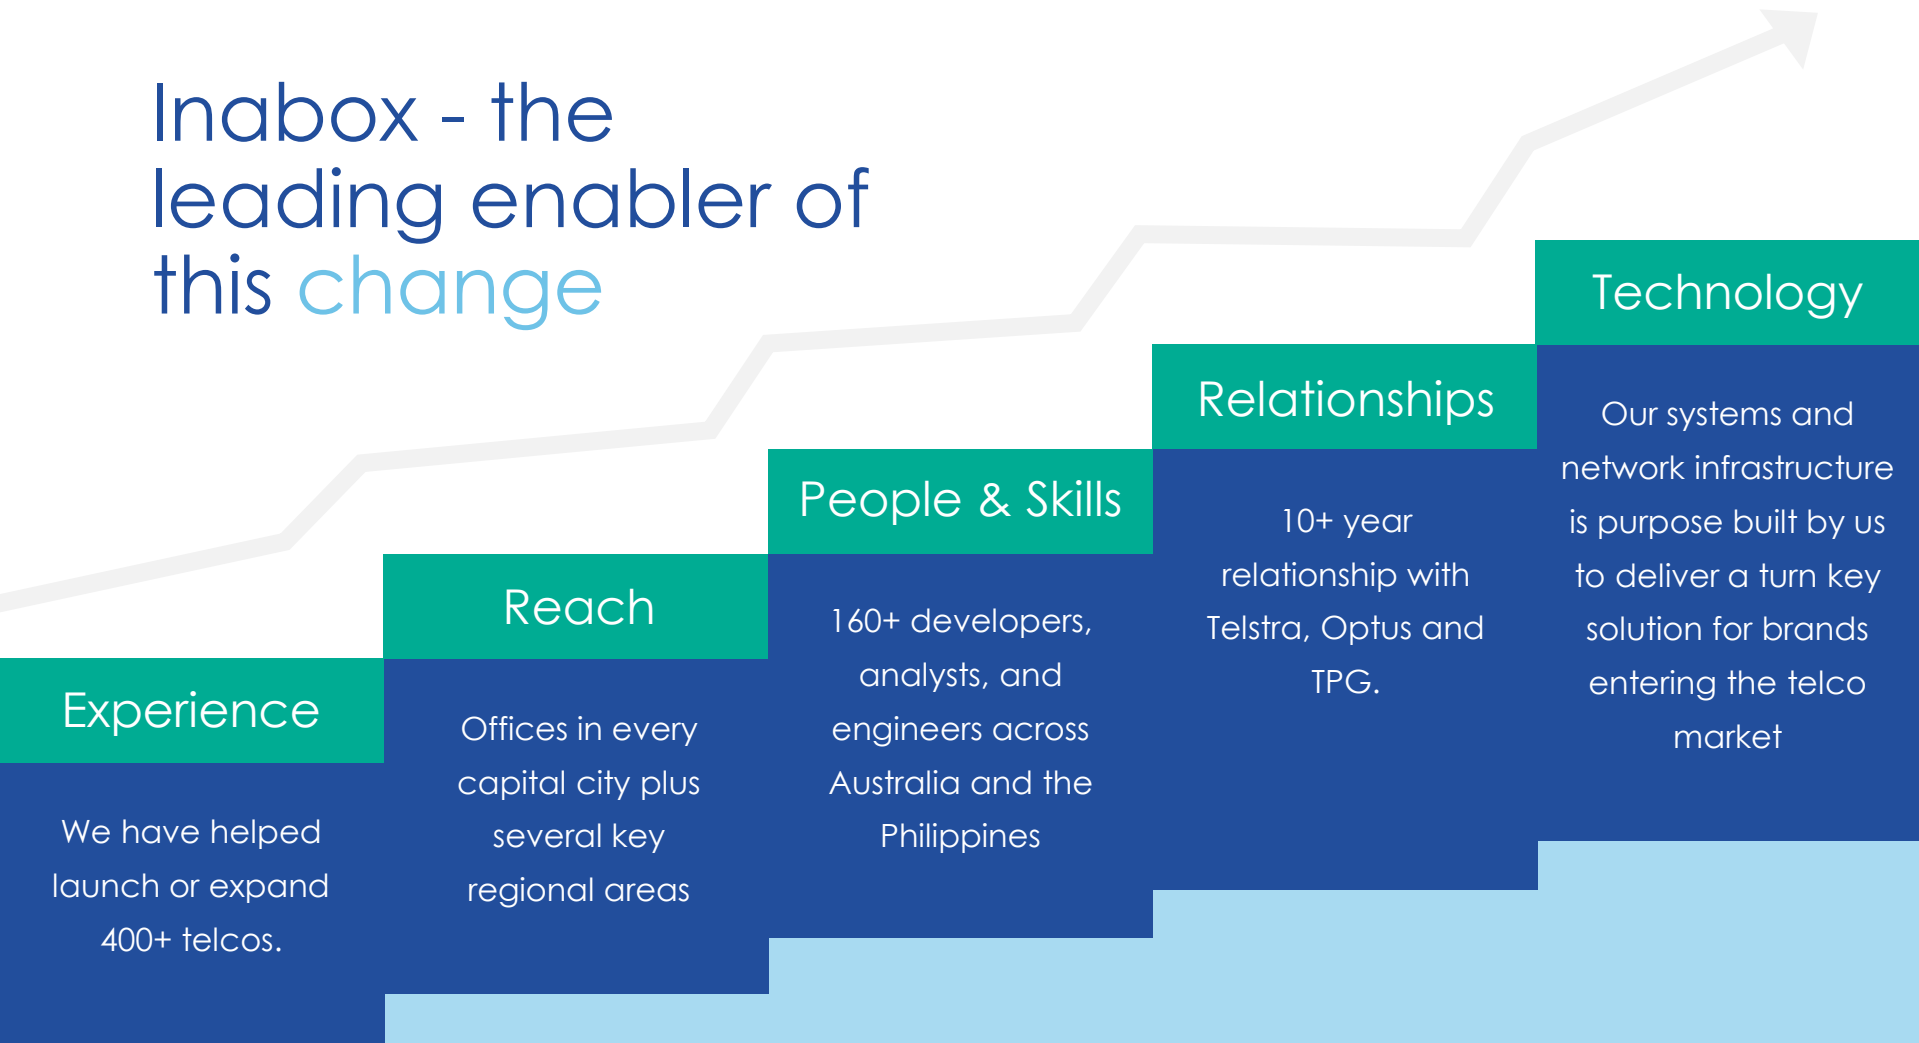 Inabox - the
leading enabler of
this change
Experience
We have helped
launch or expand
400+ telcos.
Reach
Offices in every
capital city plus
several key
regional areas
People & Skills
160+ developers,
analysts, and
engineers across
Australia and the
Philippines
Relationships
10+ year
relationship with
Telstra, Optus and
TPG.
Technology
Our systems and
network infrastructure
is purpose built by us
to deliver a turn key
solution for brands
entering the telco
market